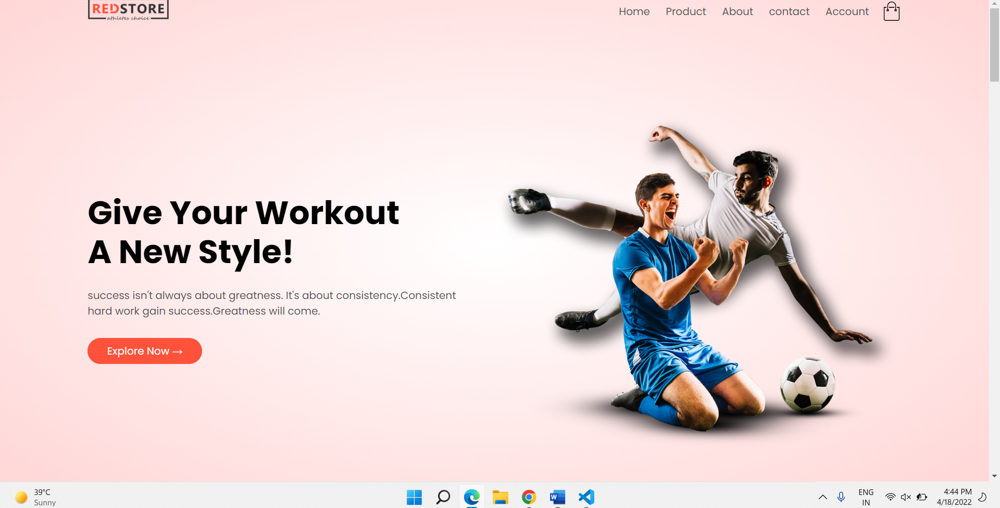 REDSTORE
athletes choice
Home Product About contact Account
Give Your Workout
A New Style!
success isn't always about greatness. It's about consistency.Consistent
hard work gain success.Greatness will come.
Explore Now →
39°C
Sunny
ENG
IN
4:44 PM
4/18/2022